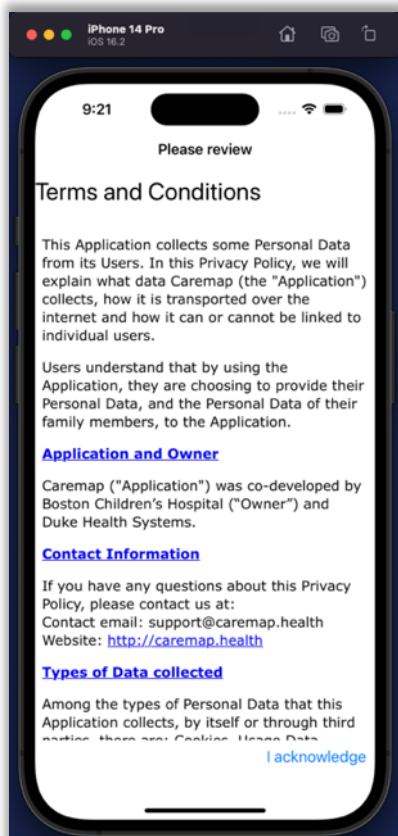 iPhone 14 Pro
iOS 16.2
9:21
Please review
Terms and Conditions
This Application collects some Personal Data
from its Users. In this Privacy Policy, we will
explain what data Caremap (the "Application")
collects, how it is transported over the
internet and how it can or cannot be linked to
individual users.
Users understand that by using the
Application, they are choosing to provide their
Personal Data, and the Personal Data of their
family members, to the Application.
Application and Owner
Caremap ("Application") was co-developed by
Boston Children’s Hospital (“Owner”) and
Duke Health Systems.
Contact Information
If you have any questions about this Privacy
Policy, please contact us at:
Contact email: support@caremap.health
Website: http://caremap.health
Types of Data collected
Among the types of Personal Data that this
Application collects, by itself or through third
parties, there are: Cookies, Usage Data,
I acknowledge